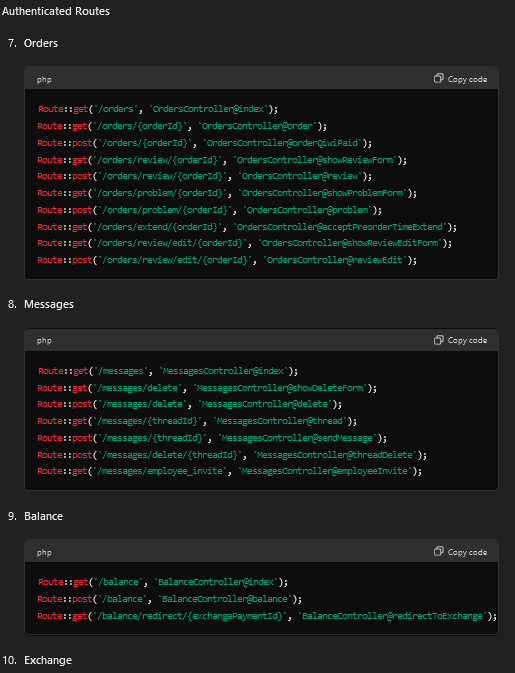 Authenticated Routes
7. Orders
php Copy code
Route::get('/orders', 'OrdersController@index');
Route::get('/orders/{orderId}', 'OrdersController@order');
Route::post('/orders/{orderId}', 'OrdersController@orderQiwiPaid');
Route::get('/orders/review/{orderId}', 'OrdersController@showReviewForm');
Route::post('/orders/review/{orderId}', 'OrdersController@review');
Route::get('/orders/problem/{orderId}', 'OrdersController@showProblemForm');
Route::post('/orders/problem/{orderId}', 'OrdersController@problem');
Route::get('/orders/extend/{orderId}', 'OrdersController@acceptPreorderTimeExtend');
Route::get('/orders/review/edit/{orderId}', 'OrdersController@showReviewEditForm');
Route::post('/orders/review/edit/{orderId}', 'OrdersController@reviewEdit');
8. Messages
php Copy code
Route::get('/messages', 'MessagesController@index');
Route::get('/messages/delete', 'MessagesController@showDeleteForm');
Route::post('/messages/delete', 'MessagesController@delete');
Route::get('/messages/{threadId}', 'MessagesController@thread');
Route::post('/messages/{threadId}', 'MessagesController@sendMessage');
Route::post('/messages/delete/{threadId}', 'MessagesController@threadDelete');
Route::get('/messages/employee_invite', 'MessagesController@employeeInvite');
9. Balance
php Copy code
Route::get('/balance', 'BalanceController@index');
Route::post('/balance', 'BalanceController@balance');
Route::get('/balance/redirect/{exchangePaymentId}', 'BalanceController@redirectToExchange');
10. Exchange